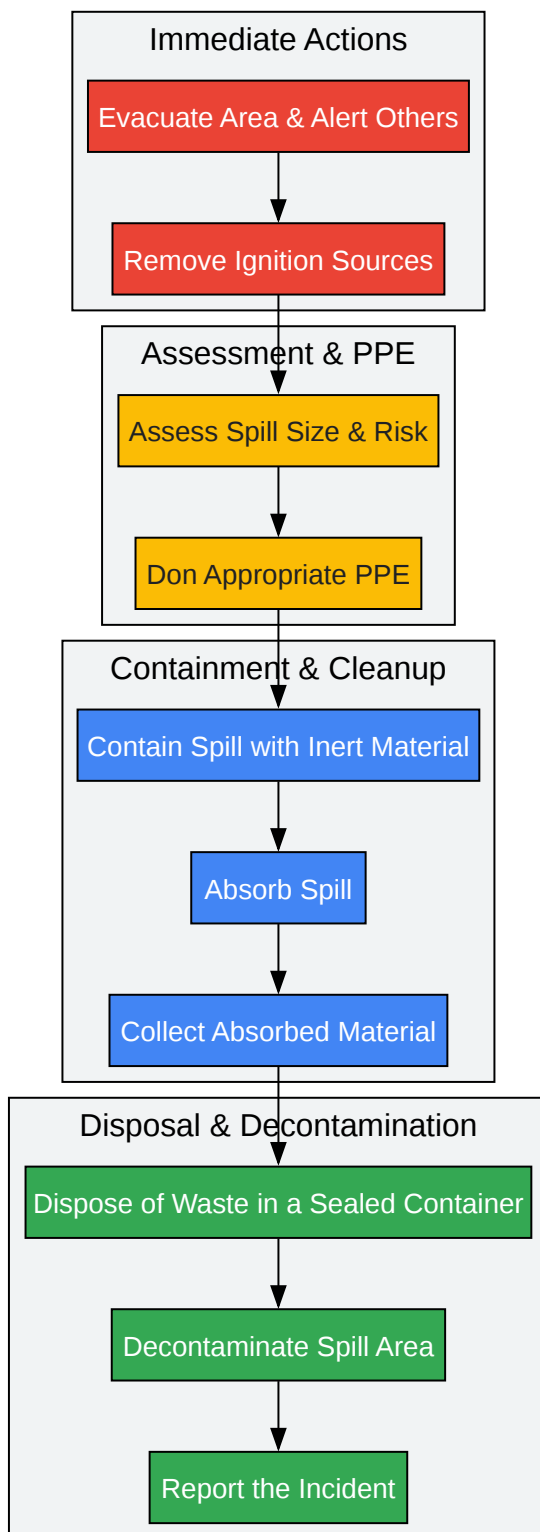 Immediate Actions
Evacuate Area & Alert Others
Remove Ignition Sources
Assessment & PPE
Assess Spill Size & Risk
Don Appropriate PPE
Containment & Cleanup
Contain Spill with Inert Material
Absorb Spill
Collect Absorbed Material
Disposal & Decontamination
Dispose of Waste in a Sealed Container
Decontaminate Spill Area
Report the Incident